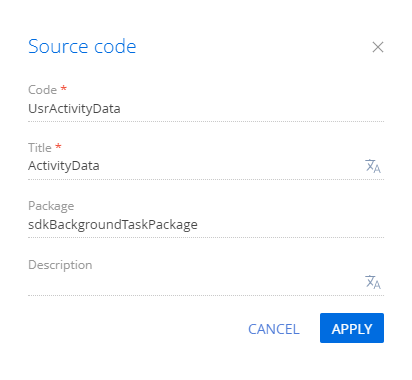 Source code
Code *
UsrActivityData
Title *
ActivityData
Package
sdkBackgroundTaskPackage
Description
CANCEL APPLY